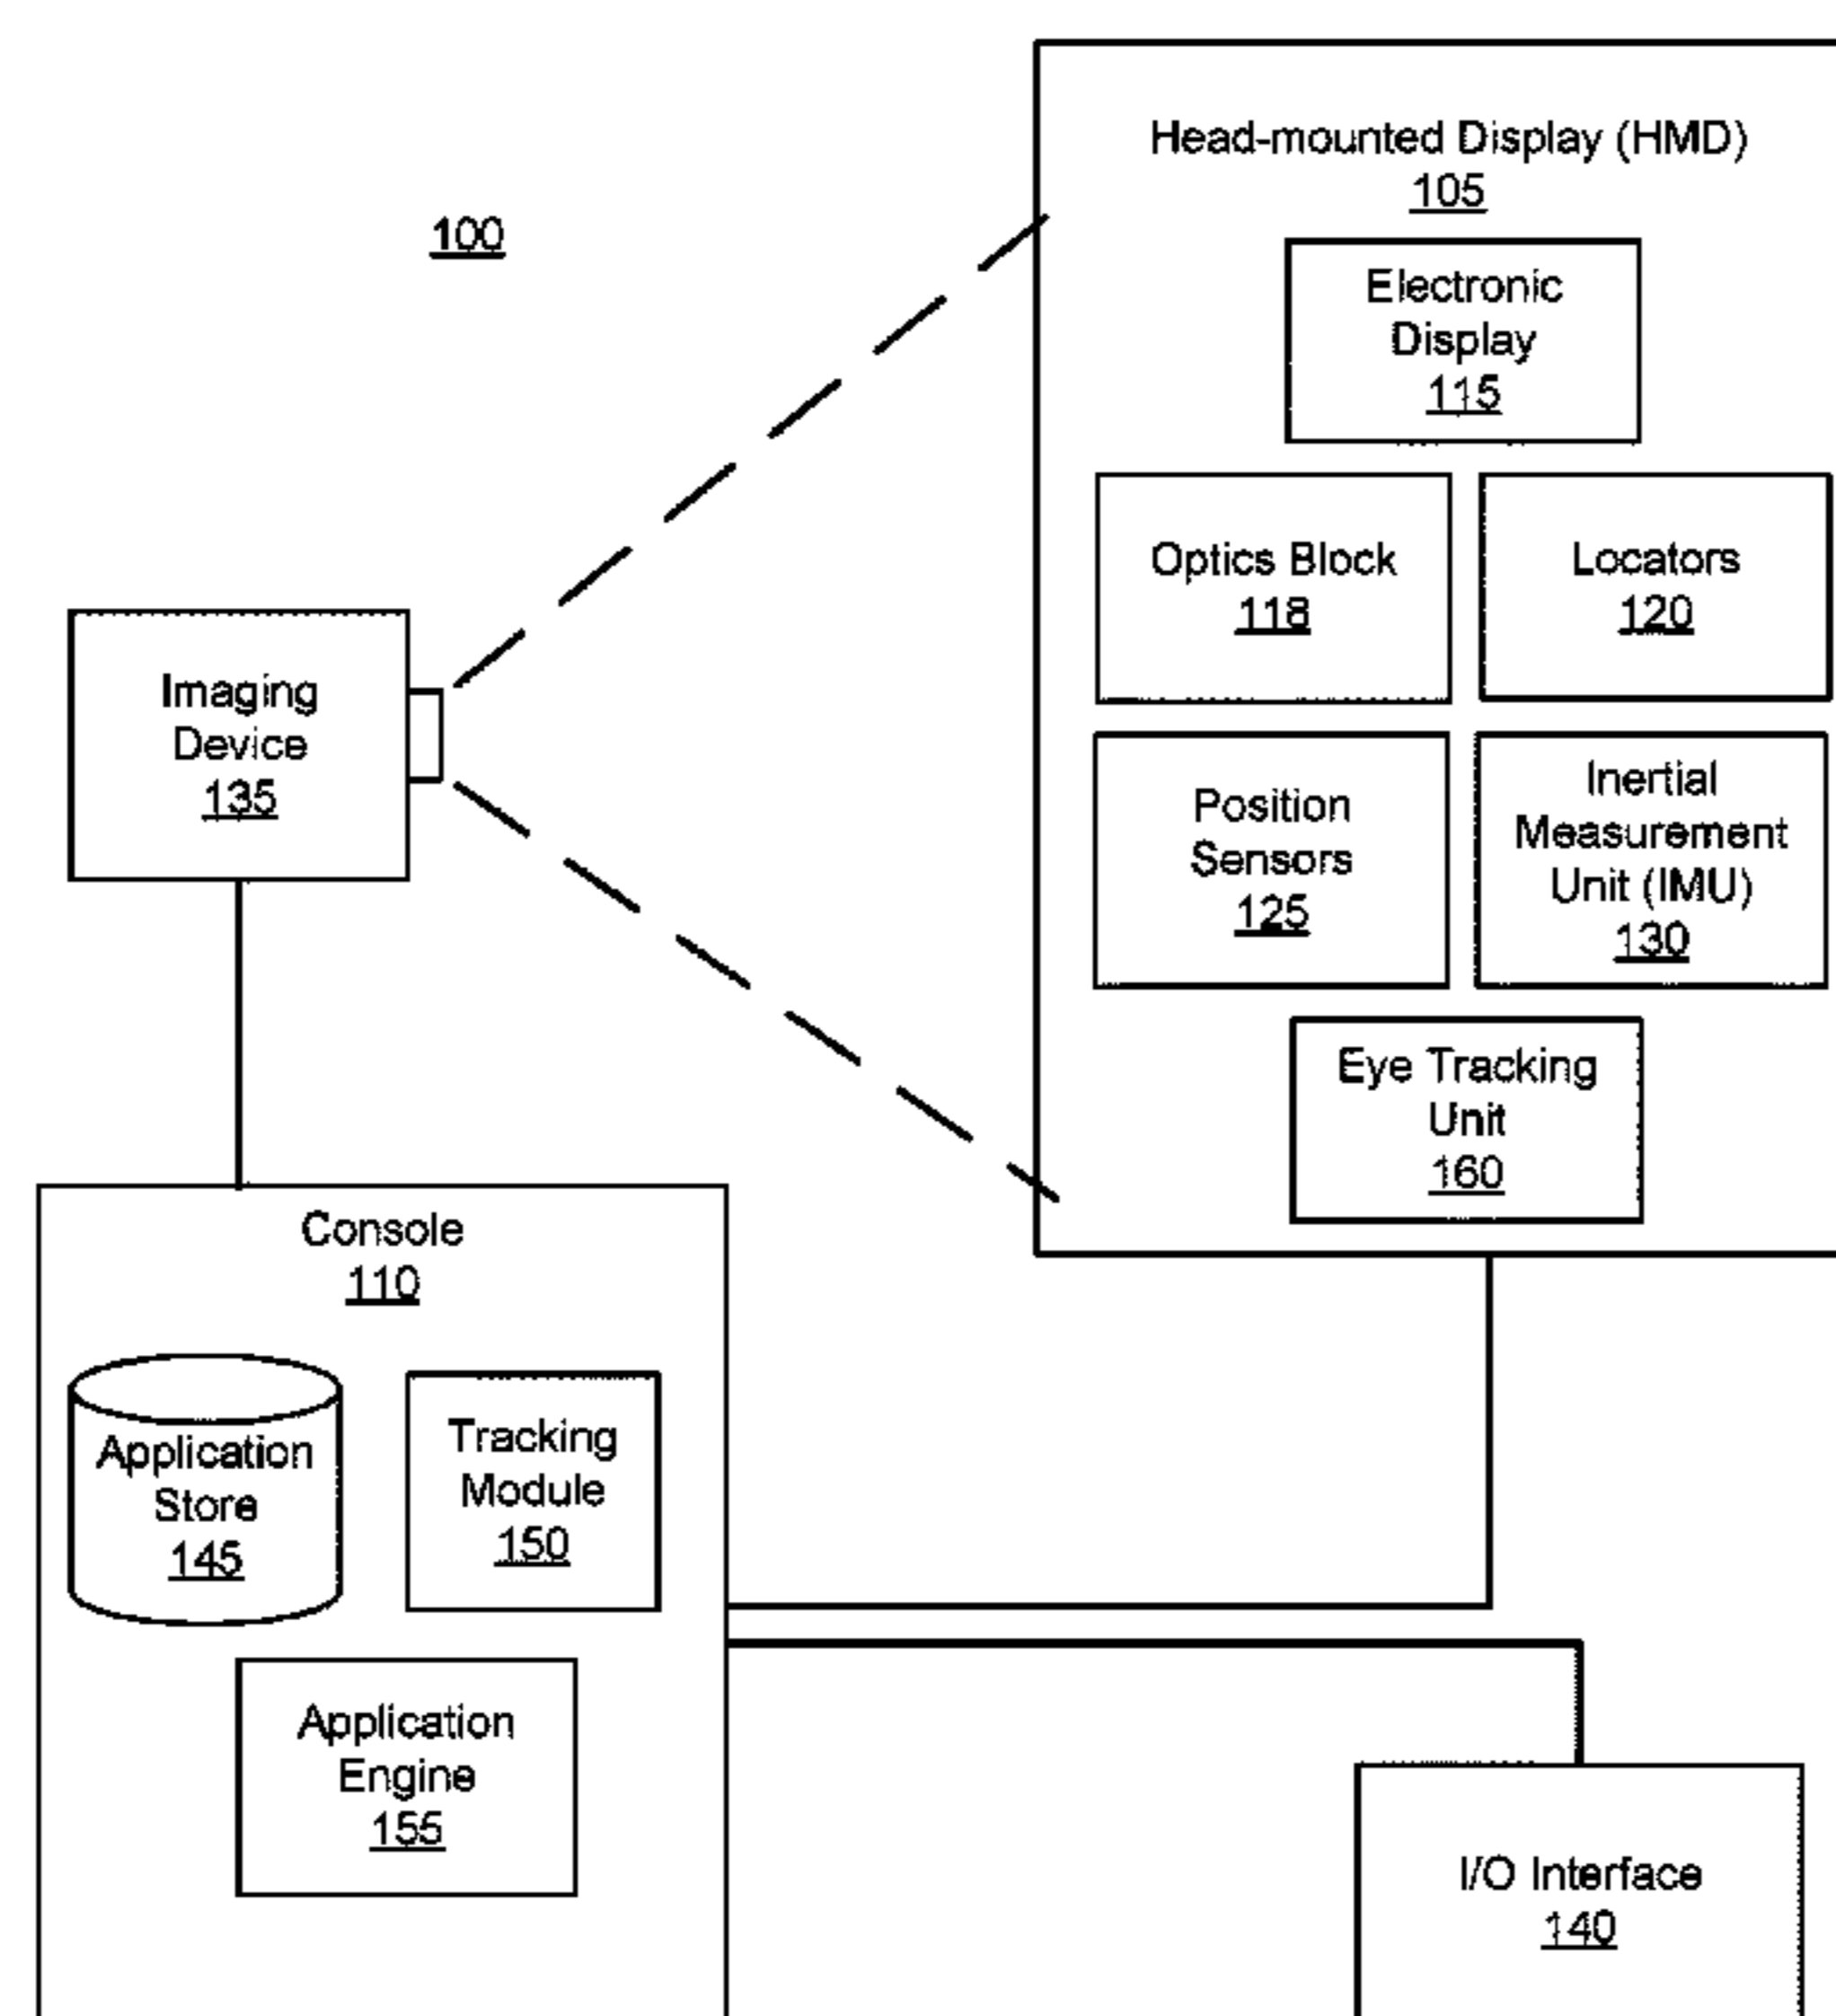 100
Head-mounted Display (HMD)
105
Electronic
Display
115
Optics Block
118
Locators
120
Position
Sensors
125
Inertial
Measurement
Unit (IMU)
130
Eye Tracking
Unit
160
Imaging
Device
135
Console
110
Application
Store
145
Tracking
Module
150
Application
Engine
155
I/O Interface
140